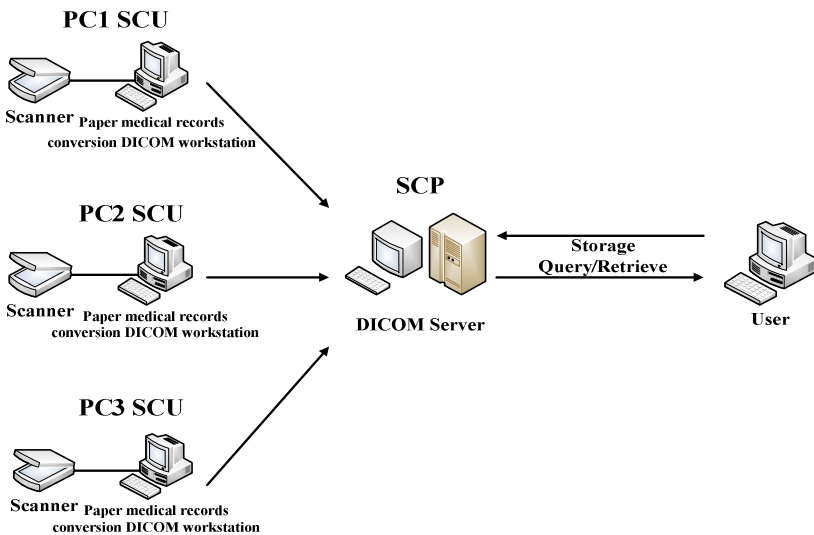 PC1 SCU
Scanner
Paper medical records
conversion DICOM workstation
PC2 SCU
Scanner
Paper medical records
conversion DICOM workstation
PC3 SCU
Scanner
Paper medical records
conversion DICOM workstation
SCP
DICOM Server
Storage
Query/Retrieve
User